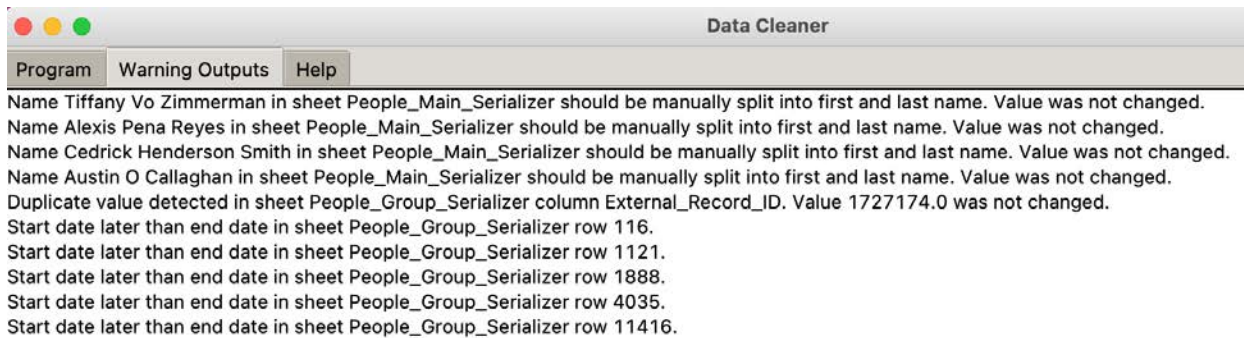 Data Cleaner
Program Warning Outputs Help
Name Tiffany Vo Zimmerman in sheet People_Main_Serializer should be manually split into first and last name. Value was not changed.
Name Alexis Pena Reyes in sheet People_Main_Serializer should be manually split into first and last name. Value was not changed.
Name Cedrick Henderson Smith in sheet People_Main_Serializer should be manually split into first and last name. Value was not changed.
Name Austin O Callaghan in sheet People_Main_Serializer should be manually split into first and last name. Value was not changed.
Duplicate value detected in sheet People_Group_Serializer column External_Record_ID. Value 1727174.0 was not changed.
Start date later than end date in sheet People_Group_Serializer row 116.
Start date later than end date in sheet People_Group_Serializer row 1121.
Start date later than end date in sheet People_Group_Serializer row 1888.
Start date later than end date in sheet People_Group_Serializer row 4035.
Start date later than end date in sheet People_Group_Serializer row 11416.